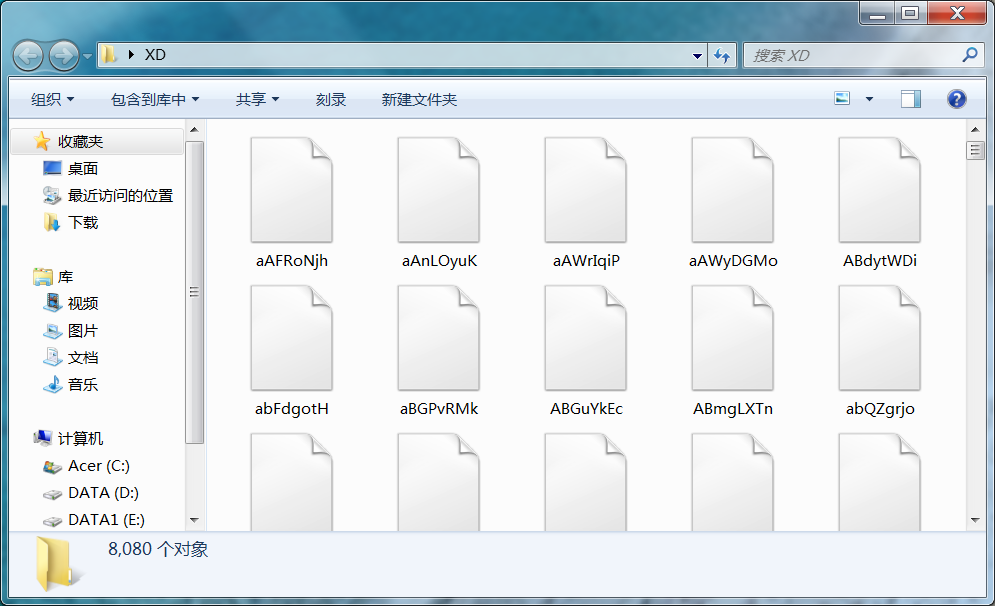 XD
搜索 XD
组织 包含到库中 共享 刻录 新建文件夹
收藏夹
桌面
最近访问的位置
下载
库
视频
图片
文档
音乐
计算机
Acer (C:)
DATA (D:)
DATA1 (E:)
aAFRoNjh aAnLOyuK aAWrIqiP aAWyDGMo ABdytWDi
abFdgotH aBGPvRMk ABGuYkEc ABmgLXTn abQZgrjo
8,080 个对象